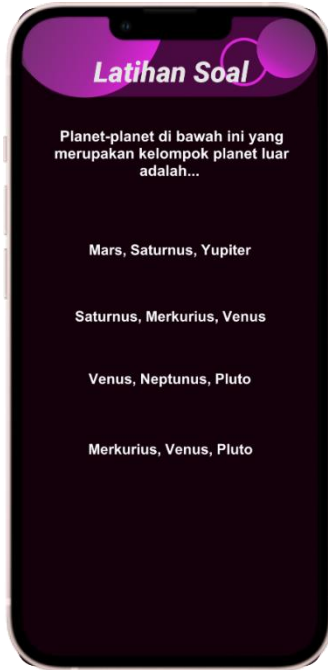 Latihan Soal
Planet-planet di bawah ini yang
merupakan kelompok planet luar
adalah...
Mars, Saturnus, Yupiter
Saturnus, Merkurius, Venus
Venus, Neptunus, Pluto
Merkurius, Venus, Pluto